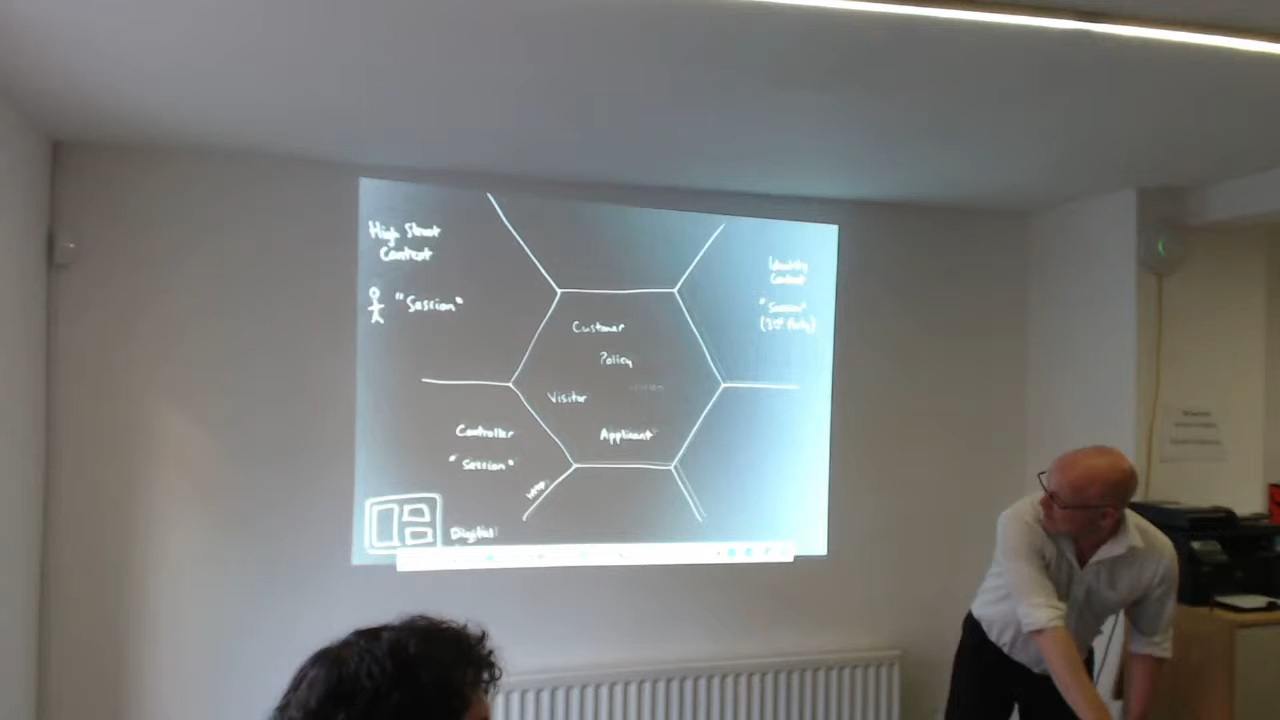 High Street
Context
"Session"
Identity
Context
"Session"
(3rd Party)
Customer
Policy
Visitor
Applicant
Controller
"Session"
Digital